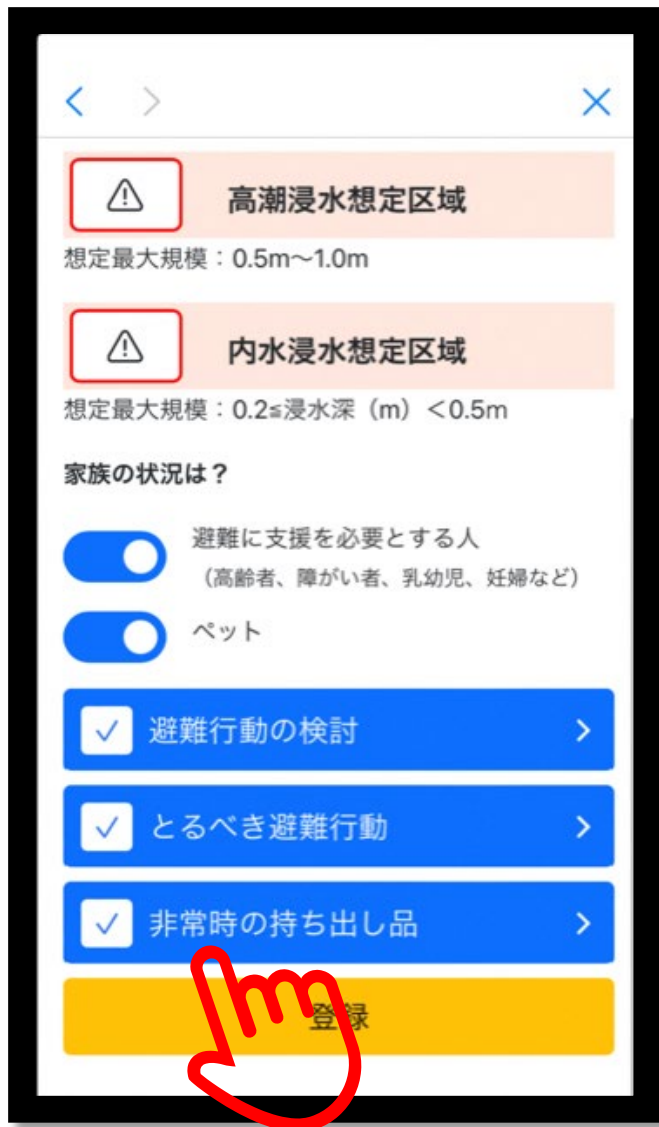 高潮浸水想定区域
想定最大規模：0.5m～1.0m
内水浸水想定区域
想定最大規模：0.2≦浸水深（m）＜0.5m
家族の状況は？
避難に支援を必要とする人
（高齢者、障がい者、乳幼児、妊婦など）
ペット
避難行動の検討
とるべき避難行動
非常時の持ち出し品
登録